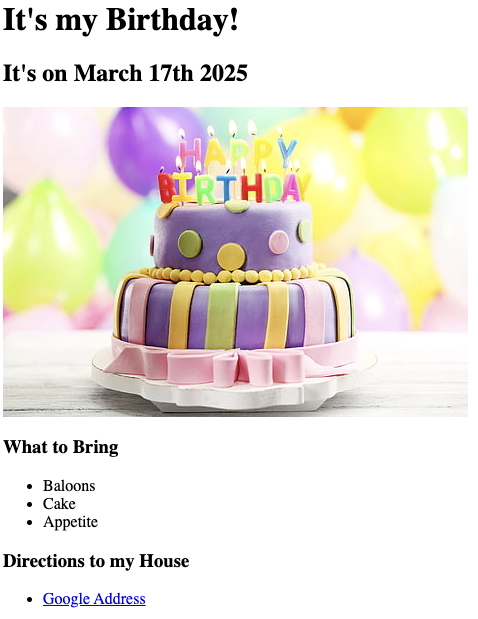 It's my Birthday!
It's on March 17th 2025
HAPPY
BIRTHDAY
What to Bring
Baloons
Cake
Appetite
Directions to my House
Google Address